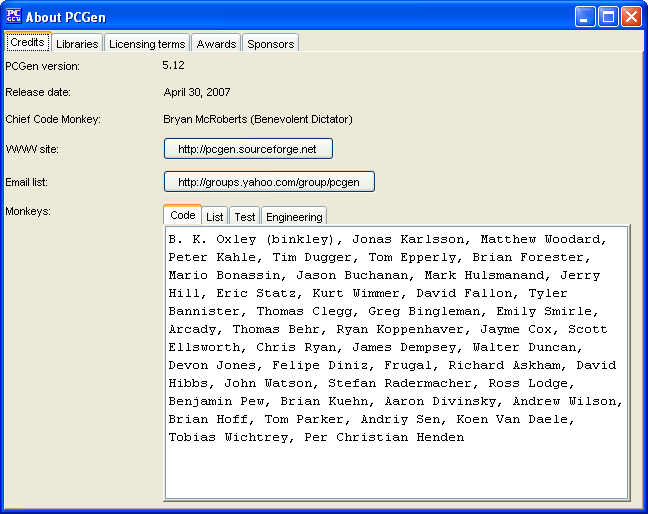 PC GEN About PCGen
Credits Libraries Licensing terms Awards Sponsors
PCGen version: 5.12
Release date: April 30, 2007
Chief Code Monkey: Bryan McRoberts (Benevolent Dictator)
WWW site: http://pcgen.sourceforge.net
Email list: http://groups.yahoo.com/group/pcgen
Monkeys: Code List Test Engineering
B. K. Oxley (binkley), Jonas Karlsson, Matthew Woodard,
Peter Kahle, Tim Dugger, Tom Epperly, Brian Forester,
Mario Bonassin, Jason Buchanan, Mark Hulsmanand, Jerry
Hill, Eric Statz, Kurt Wimmer, David Fallon, Tyler
Bannister, Thomas Clegg, Greg Bingleman, Emily Smirle,
Arcady, Thomas Behr, Ryan Koppenhaver, Jayme Cox, Scott
Ellsworth, Chris Ryan, James Dempsey, Walter Duncan,
Devon Jones, Felipe Diniz, Frugal, Richard Askham, David
Hibbs, John Watson, Stefan Radermacher, Ross Lodge,
Benjamin Pew, Brian Kuehn, Aaron Divinsky, Andrew Wilson,
Brian Hoff, Tom Parker, Andriy Sen, Koen Van Daele,
Tobias Wichtrey, Per Christian Henden